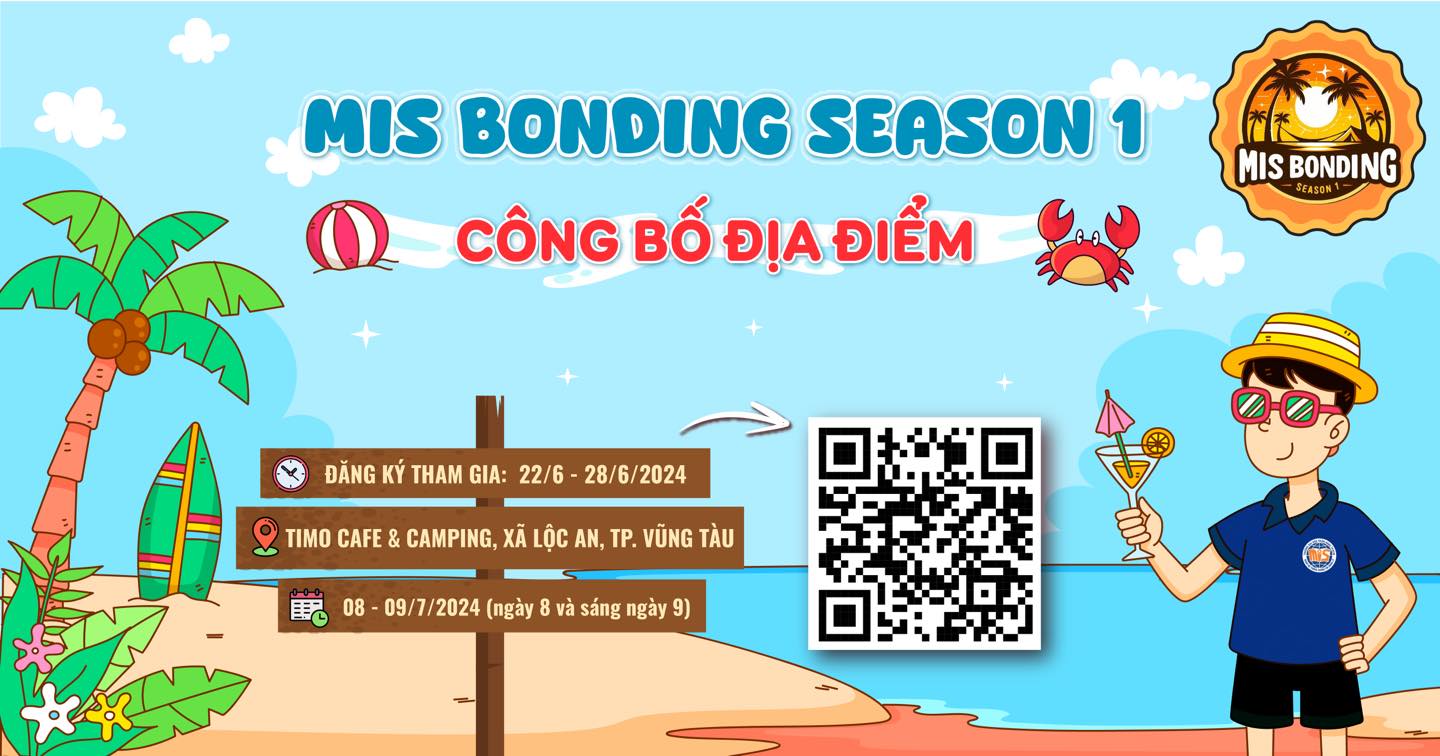 MIS BONDING SEASON 1
MIS BONDING
SEASON 1
CÔNG BỐ ĐỊA ĐIỂM
ĐĂNG KÝ THAM GIA: 22/6 - 28/6/2024
TIMO CAFE & CAMPING, XÃ LỘC AN, TP. VŨNG TÀU
08 - 09/7/2024 (ngày 8 và sáng ngày 9)
MIS